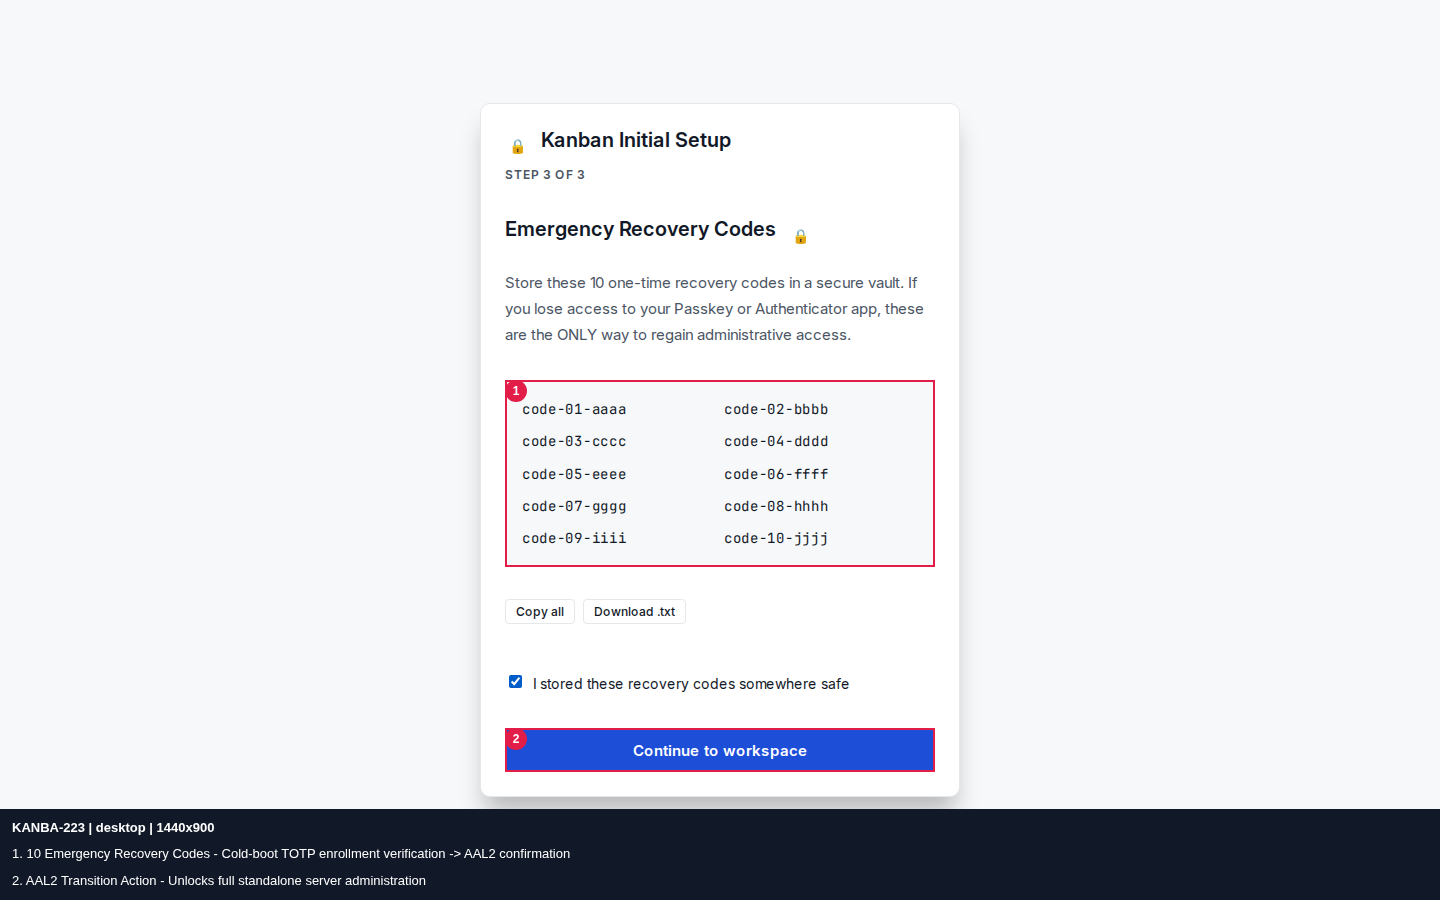 Kanban Initial Setup
STEP 3 OF 3
Emergency Recovery Codes
Store these 10 one-time recovery codes in a secure vault. If
you lose access to your Passkey or Authenticator app, these
are the ONLY way to regain administrative access.
1
code-01-aaaa code-02-bbbb
code-03-cccc code-04-dddd
code-05-eeee code-06-ffff
code-07-gggg code-08-hhhh
code-09-iiii code-10-jjjj
Copy all Download .txt
I stored these recovery codes somewhere safe
2
Continue to workspace
KANBA-223 | desktop | 1440x900
1. 10 Emergency Recovery Codes - Cold-boot TOTP enrollment verification -> AAL2 confirmation
2. AAL2 Transition Action - Unlocks full standalone server administration